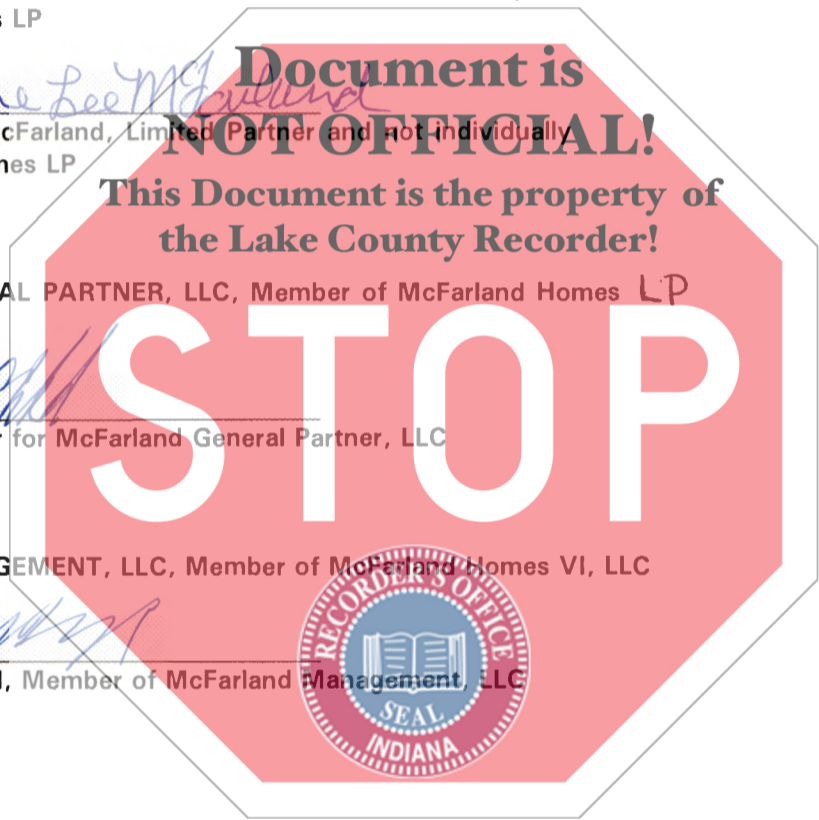 s LP
Document is
e Lee McFarland
cFarland, Limited Partner and not individually
NOT OFFICIAL!
nes LP
This Document is the property of
the Lake County Recorder!
AL PARTNER, LLC, Member of McFarland Homes LP
STOP
r for McFarland General Partner, LLC
GEMENT, LLC, Member of McFarland Homes VI, LLC
RECORDER'S OFFICE
l, Member of McFarland Management, LLC
SEAL
INDIANA